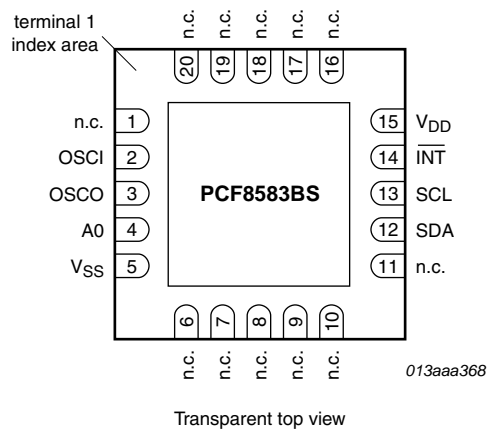 terminal 1
index area
n.c. n.c. n.c. n.c. n.c.
20 19 18 17 16
n.c. 1 15 VDD
OSCI 2 14 INT
OSCO 3 PCF8583BS 13 SCL
A0 4 12 SDA
VSS 5 11 n.c.
6 7 8 9 10
n.c. n.c. n.c. n.c. n.c.
013aaa368
Transparent top view